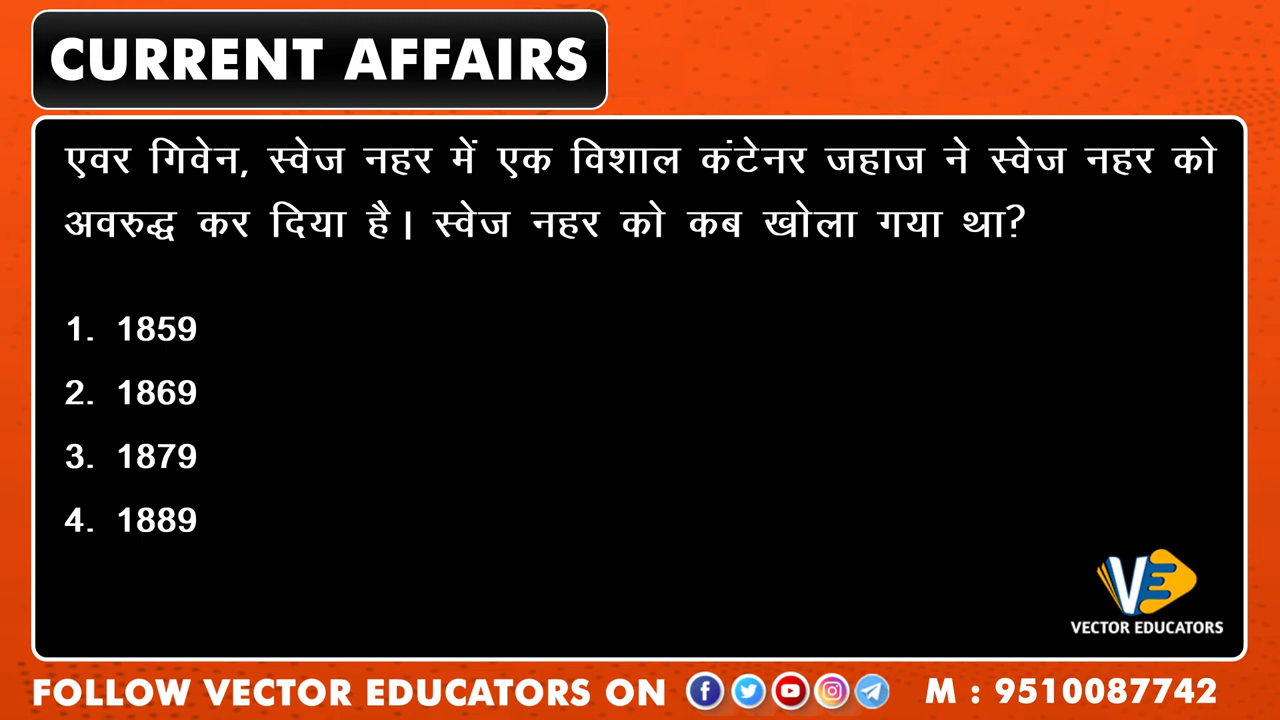 CURRENT AFFAIRS
एवर गिवेन, स्वेज नहर में एक विशाल कंटेनर जहाज ने स्वेज नहर को
अवरुद्ध कर दिया है। स्वेज नहर को कब खोला गया था?
1. 1859
2. 1869
3. 1879
4. 1889
VE
VECTOR EDUCATORS
FOLLOW VECTOR EDUCATORS ON M : 9510087742